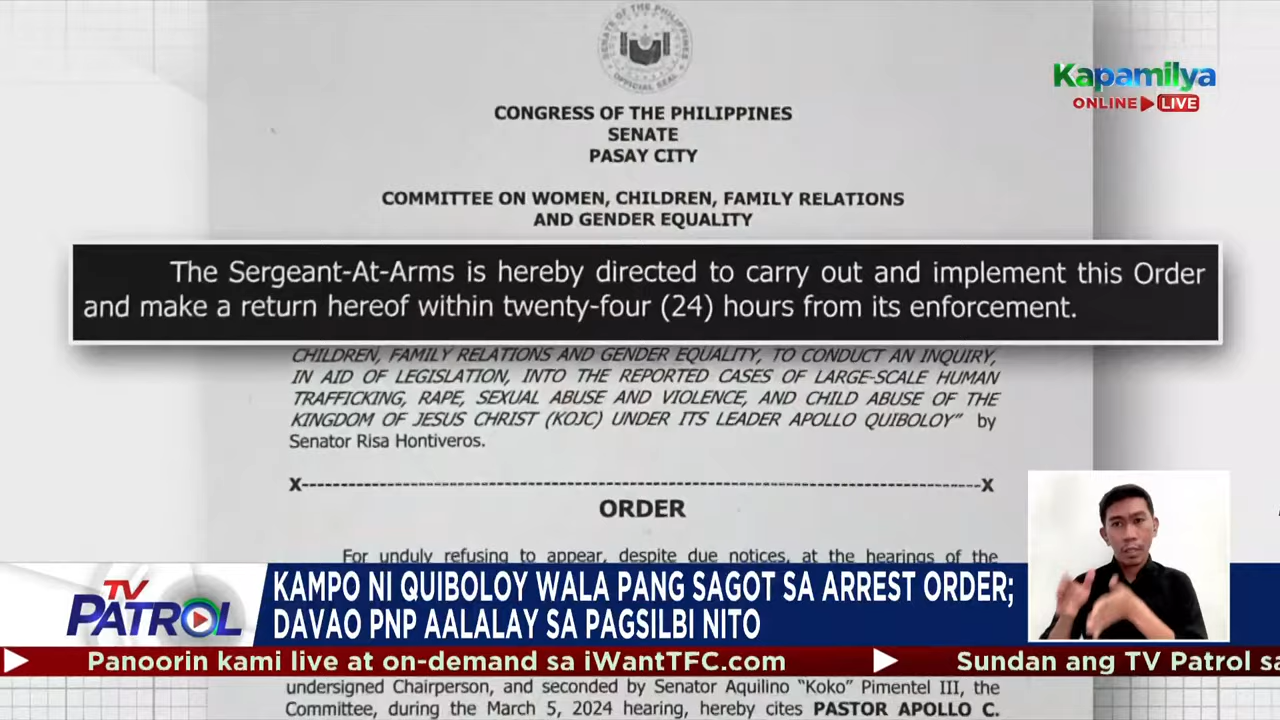 SENATE OF THE PHILIPPINES
OFFICIAL SEAL
CONGRESS OF THE PHILIPPINES
SENATE
PASAY CITY
COMMITTEE ON WOMEN, CHILDREN, FAMILY RELATIONS
AND GENDER EQUALITY
Kapamilya
ONLINE LIVE
The Sergeant-At-Arms is hereby directed to carry out and implement this Order
and make a return hereof within twenty-four (24) hours from its enforcement.
CHILDREN, FAMILY RELATIONS AND GENDER EQUALITY, TO CONDUCT AN INQUIRY,
IN AID OF LEGISLATION, INTO THE REPORTED CASES OF LARGE-SCALE HUMAN
TRAFFICKING, RAPE, SEXUAL ABUSE AND VIOLENCE, AND CHILD ABUSE OF THE
KINGDOM OF JESUS CHRIST (KOJC) UNDER ITS LEADER APOLLO QUIBOLOY" by
Senator Risa Hontiveros.
X---------------------------------------------------------------------------------------X
ORDER
For unduly refusing to appear, despite due notices, at the hearings of the
TV
PATROL
KAMPO NI QUIBOLOY WALA PANG SAGOT SA ARREST ORDER;
DAVAO PNP AALALAY SA PAGSILBI NITO
Panoorin kami live at on-demand sa iWantTFC.com
Sundan ang TV Patrol sa
undersigned Chairperson, and seconded by Senator Aquilino "Koko" Pimentel III, the
Committee, during the March 5, 2024 hearing, hereby cites PASTOR APOLLO C.